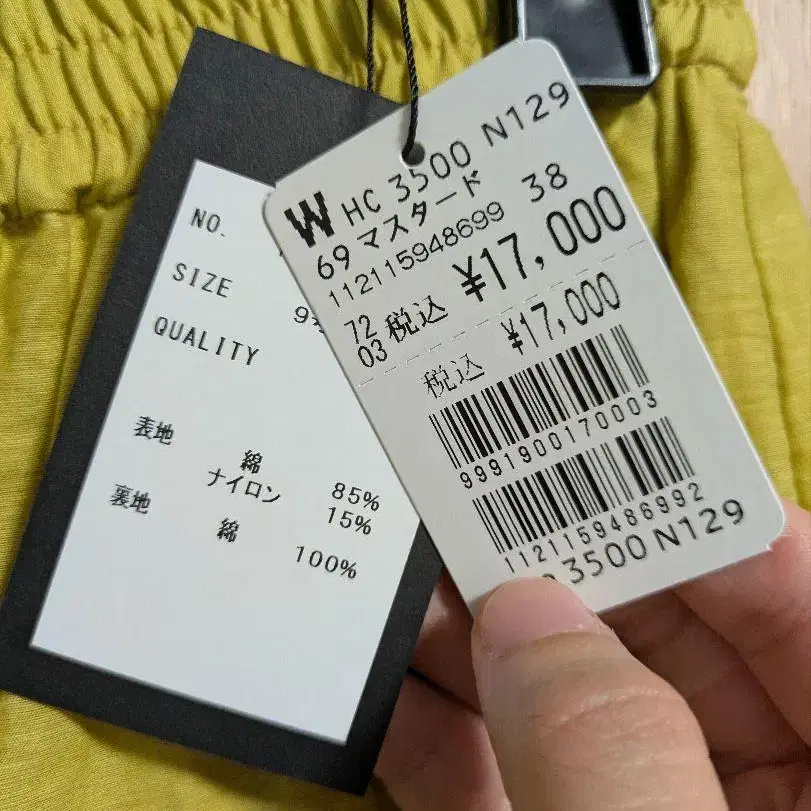 NO.
SIZE
QUALITY
表地
綿 85%
ナイロン 15%
裏地
綿 100%
W HC 3500 N129
69 マスタード 38
112115948699
72
03 税込 ¥17,000
税込 ¥17,000
9991900170003
1121159486992
3500 N129